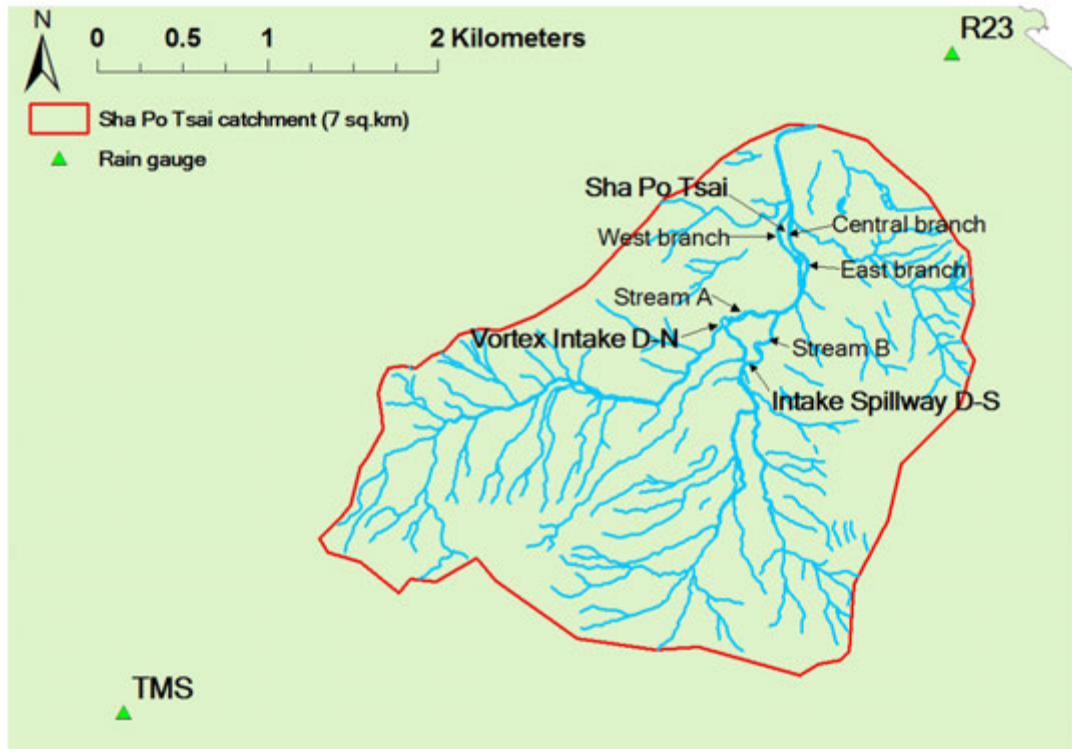 N
0 0.5 1 2 Kilometers
R23
Sha Po Tsai catchment (7 sq.km)
Rain gauge
Sha Po Tsai
Central branch
West branch
East branch
Stream A
Vortex Intake D-N
Stream B
Intake Spillway D-S
TMS